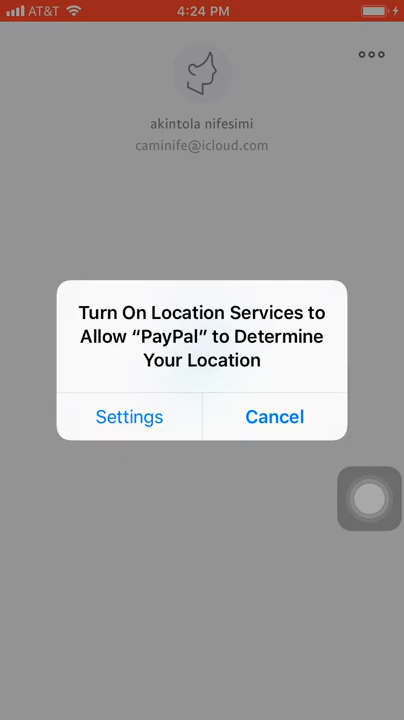 AT&T 4:24 PM
akintola nifesimi
caminife@icloud.com
Turn On Location Services to
Allow “PayPal” to Determine
Your Location
Settings Cancel